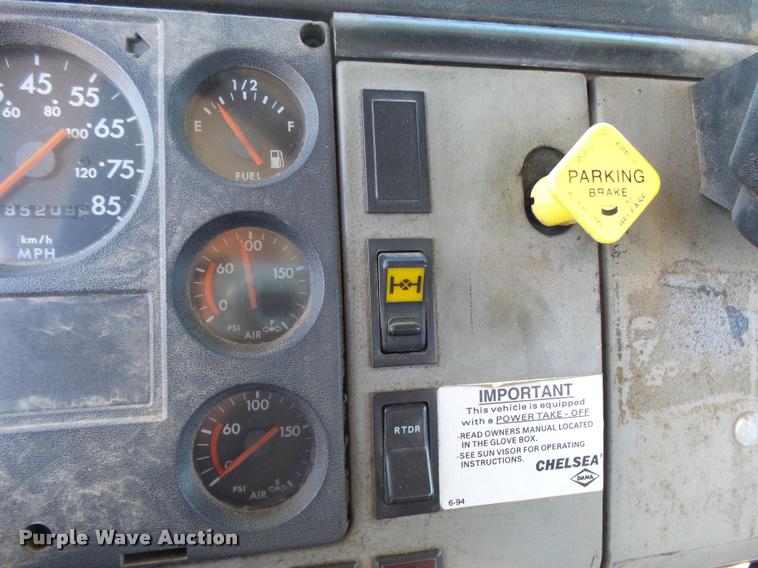 45
55
65
75
85
60
80
100
120
km/h
MPH
1/2
E
F
FUEL
0
60
100
150
PSI
AIR
P
0
60
100
150
PSI
AIR
S
RTDR
PARKING
BRAKE
RELEASE
IMPORTANT
This vehicle is equipped
with a POWER TAKE - OFF
-READ OWNERS MANUAL LOCATED
IN THE GLOVE BOX.
-SEE SUN VISOR FOR OPERATING
INSTRUCTIONS.
CHELSEA
DANA
6-94
Purple Wave Auction